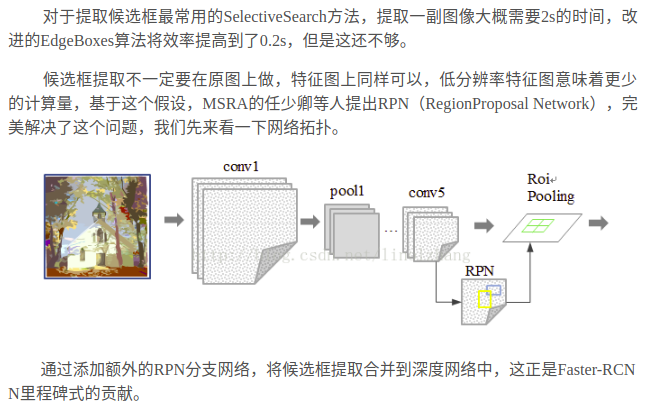 对于提取候选框最常用的SelectiveSearch方法，提取一副图像大概需要2s的时间，改
进的EdgeBoxes算法将效率提高到了0.2s，但是这还不够。
候选框提取不一定要在原图上做，特征图上同样可以，低分辨率特征图意味着更少
的计算量，基于这个假设，MSRA的任少卿等人提出RPN（RegionProposal Network），完
美解决了这个问题，我们先来看一下网络拓扑。
conv1
pool1
...
conv5
Roi
Pooling
RPN
通过添加额外的RPN分支网络，将候选框提取合并到深度网络中，这正是Faster-RCN
N里程碑式的贡献。